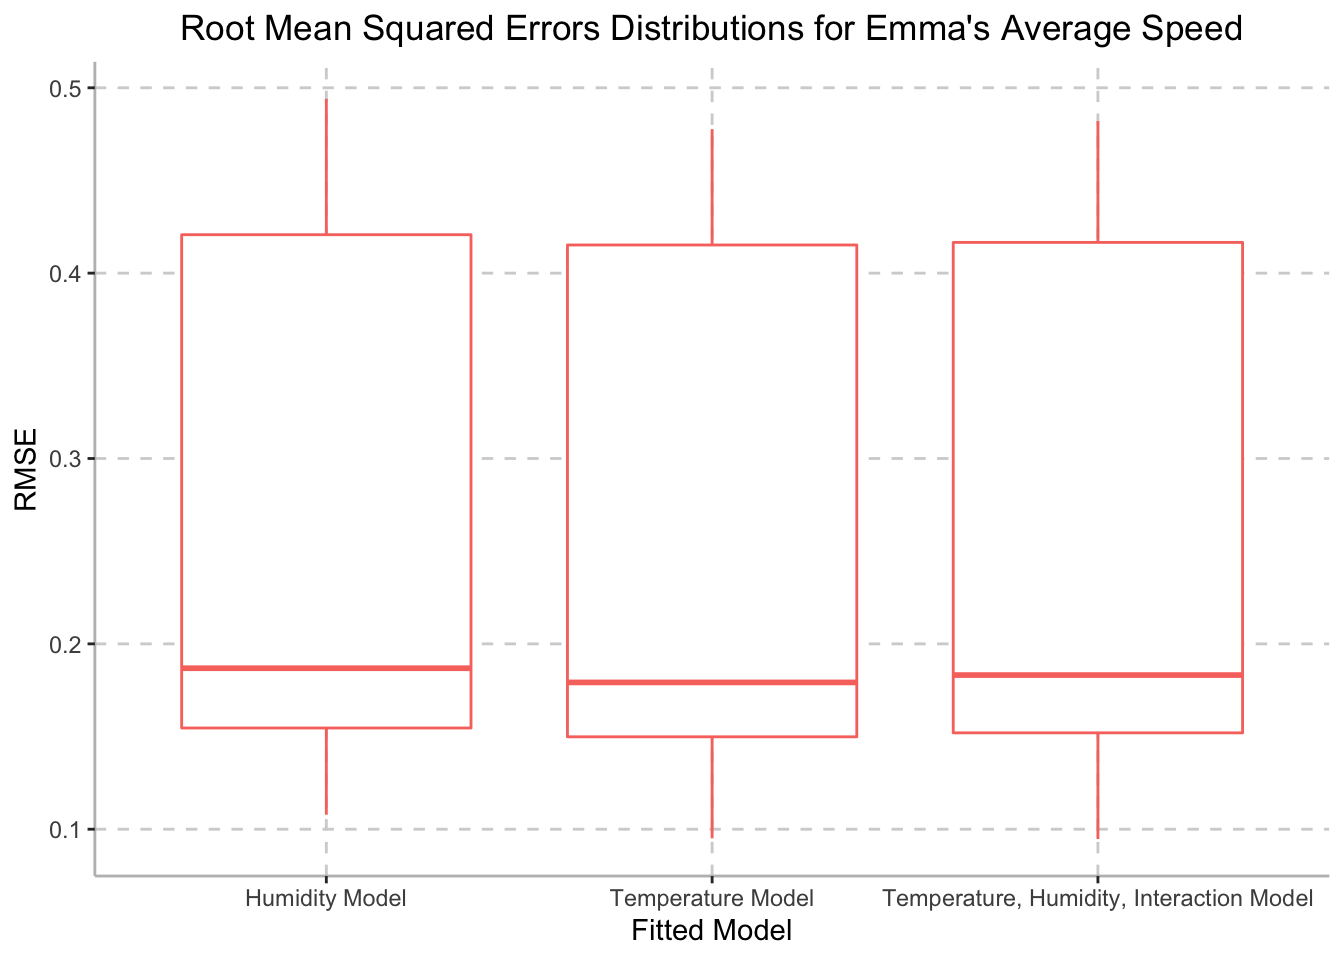 Root Mean Squared Errors Distributions for Emma's Average Speed
0.5
0.4
0.3
0.2
0.1
RMSE
Humidity Model
Temperature Model
Temperature, Humidity, Interaction Model
Fitted Model